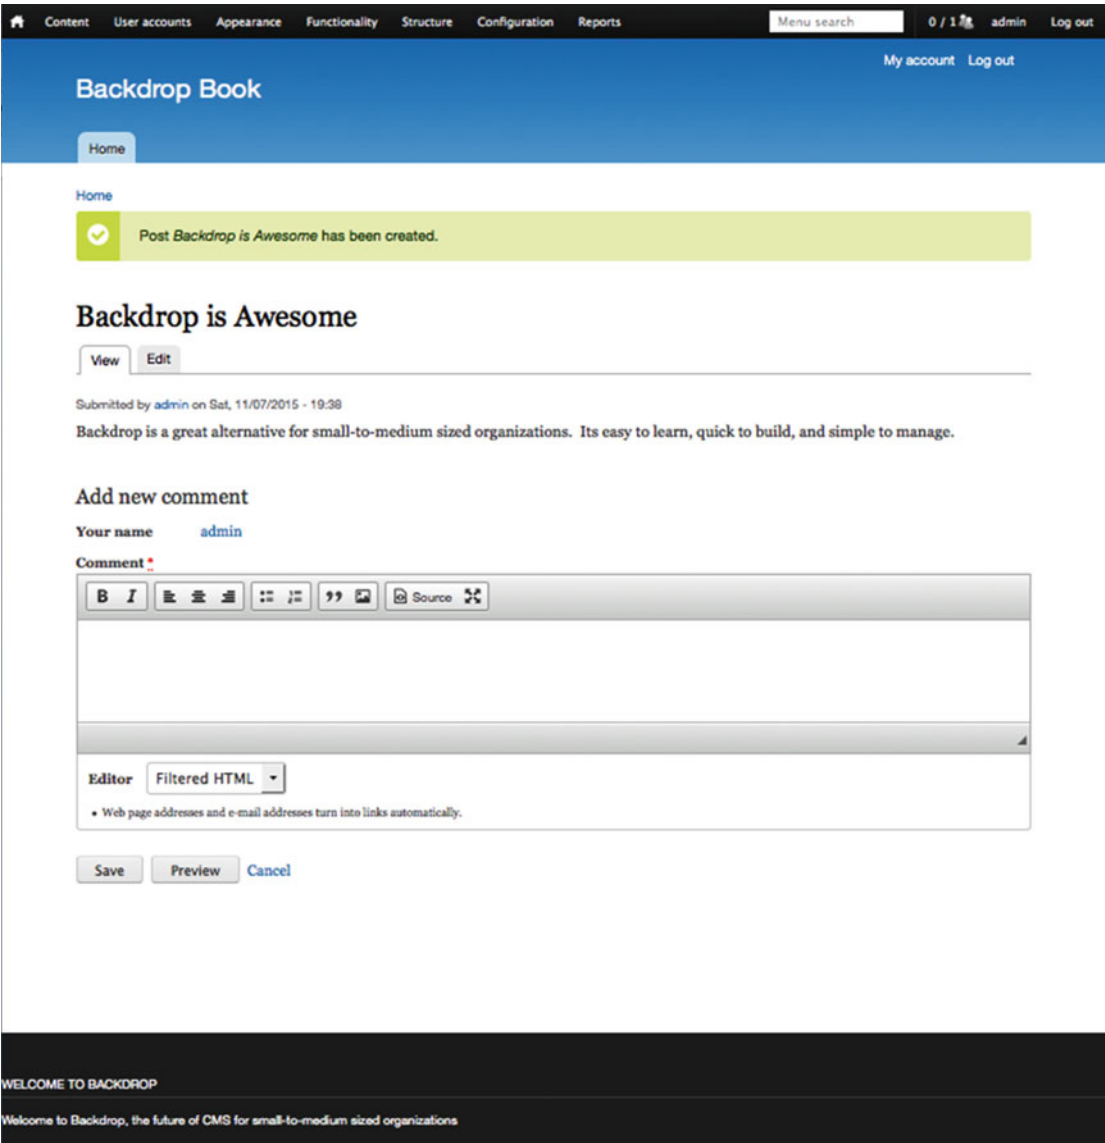 Content User accounts Appearance Functionality Structure Configuration Reports Menu search 0 / 1 admin Log out
My account Log out
Backdrop Book
Home
Home
Post Backdrop is Awesome has been created.
Backdrop is Awesome
View Edit
Submitted by admin on Sat, 11/07/2015 - 19:38
Backdrop is a great alternative for small-to-medium sized organizations. Its easy to learn, quick to build, and simple to manage.
Add new comment
Your name admin
Comment *
B I Source
Editor Filtered HTML
• Web page addresses and e-mail addresses turn into links automatically.
Save Preview Cancel
WELCOME TO BACKDROP
Welcome to Backdrop, the future of CMS for small-to-medium sized organizations